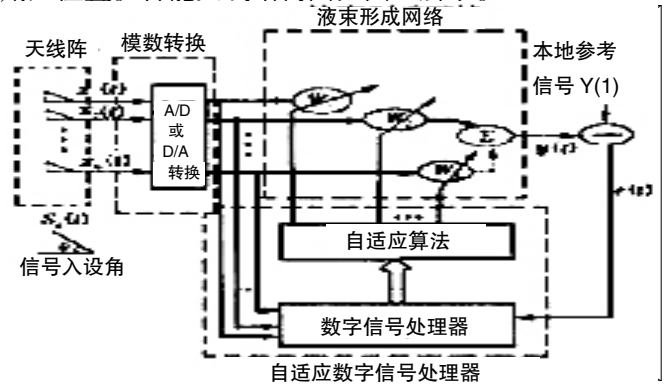 液束形成网络
天线阵
模数转换
本地参考
信号 Y(1)
A/D
或
D/A
转换
W
W
Σ
W
自适应算法
信号入设角
数字信号处理器
自适应数字信号处理器